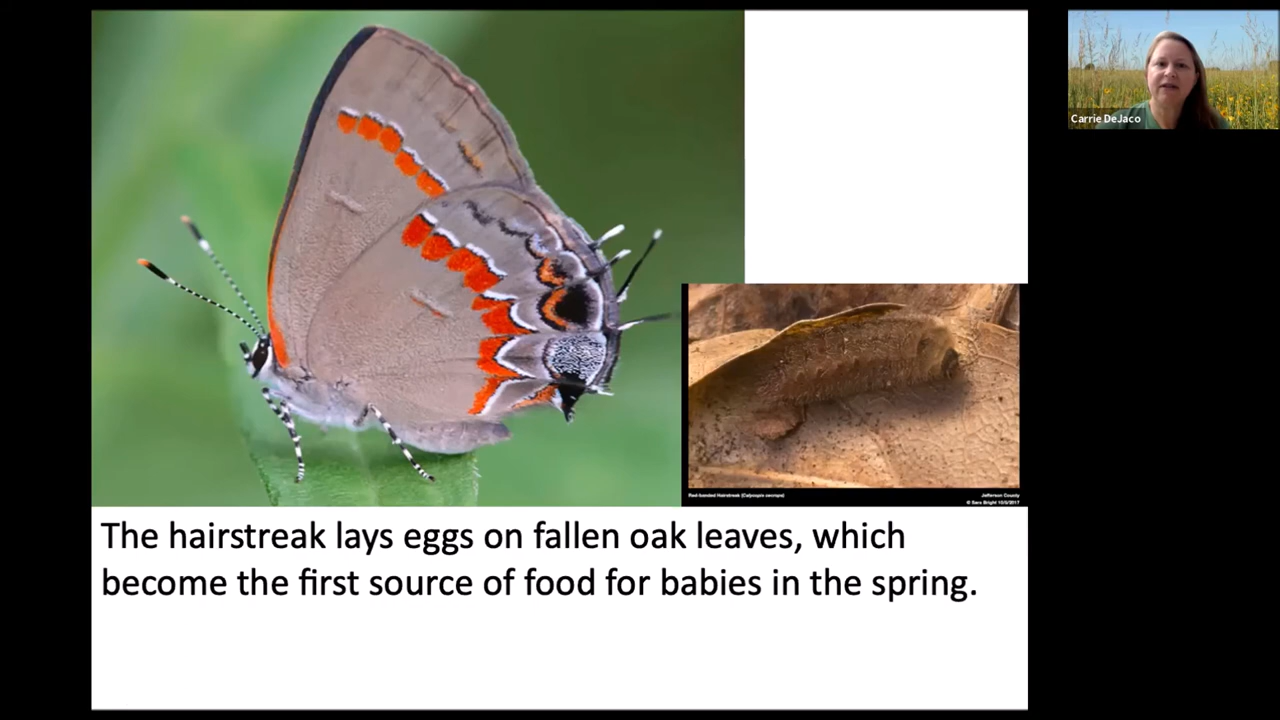 Carrie DeJaco
Red-banded Hairstreak (Calycopis cecrops)
Jefferson County
© Sara Bright 10/5/2017
The hairstreak lays eggs on fallen oak leaves, which
become the first source of food for babies in the spring.